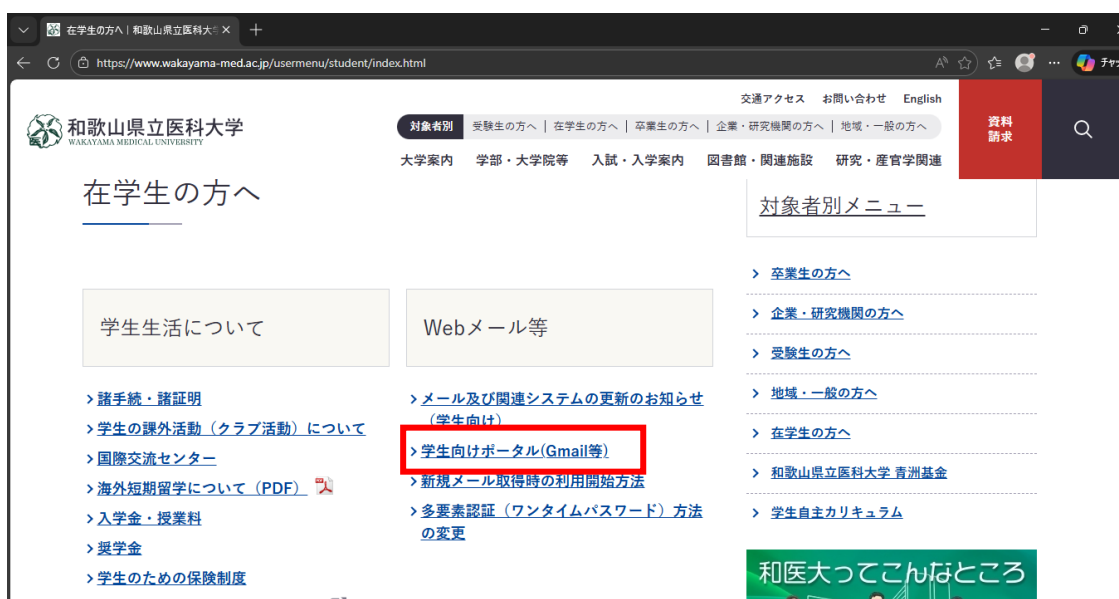 在学生の方へ | 和歌山県立医科大
https://www.wakayama-med.ac.jp/usermenu/student/index.html
交通アクセス お問い合わせ English
和歌山県立医科大学
WAKAYAMA MEDICAL UNIVERSITY
対象者別 受験生の方へ | 在学生の方へ | 卒業生の方へ | 企業・研究機関の方へ | 地域・一般の方へ
資料
請求
大学案内 学部・大学院等 入試・入学案内 図書館・関連施設 研究・産官学関連
在学生の方へ
学生生活について
諸手続・諸証明
学生の課外活動（クラブ活動）について
国際交流センター
海外短期留学について（PDF）
入学金・授業料
奨学金
学生のための保険制度
Webメール等
メール及び関連システムの更新のお知らせ
（学生向け）
学生向けポータル(Gmail等)
新規メール取得時の利用開始方法
多要素認証（ワンタイムパスワード）方法
の変更
対象者別メニュー
卒業生の方へ
企業・研究機関の方へ
受験生の方へ
地域・一般の方へ
在学生の方へ
和歌山県立医科大学 青洲基金
学生自主カリキュラム
和医大ってこんなところ